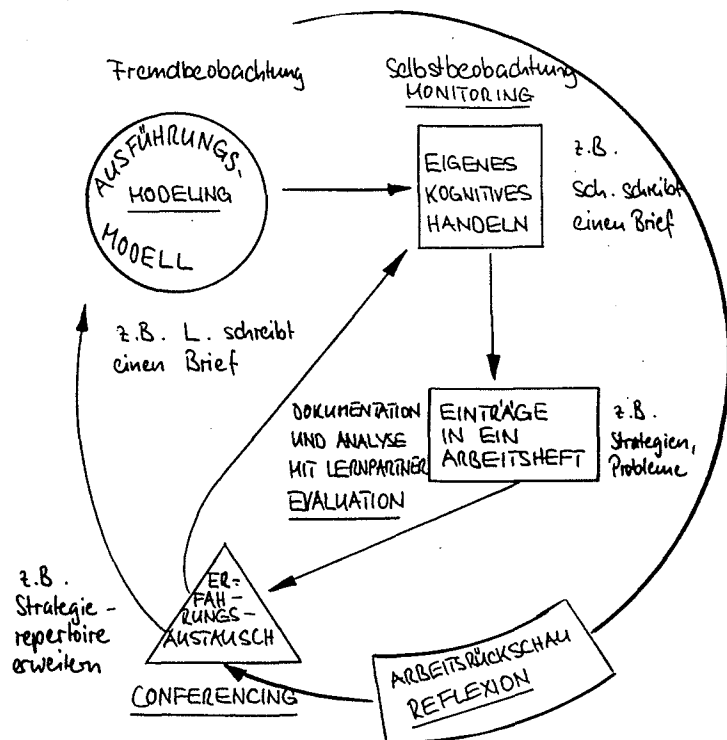 Fremdbeobachtung
Selbstbeobachtung
MONITORING
AUSFÜHRUNGS-
MODELING
MODELL
EIGENES
KOGNITIVES
HANDELN
z.B.
Sch. schreibt
einen Brief
z.B. L. schreibt
einen Brief
DOKUMENTATION
UND ANALYSE
MIT LERNPARTNER
EVALUATION
EINTRÄGE
IN EIN
ARBEITSHEFT
z.B.
Strategien,
Probleme
z.B.
Strategie-
repertoire
erweitern
ER=
FAH-
RUNGS-
AUSTAUSCH
CONFERENCING
ARBEITSRÜCKSCHAU
REFLEXION